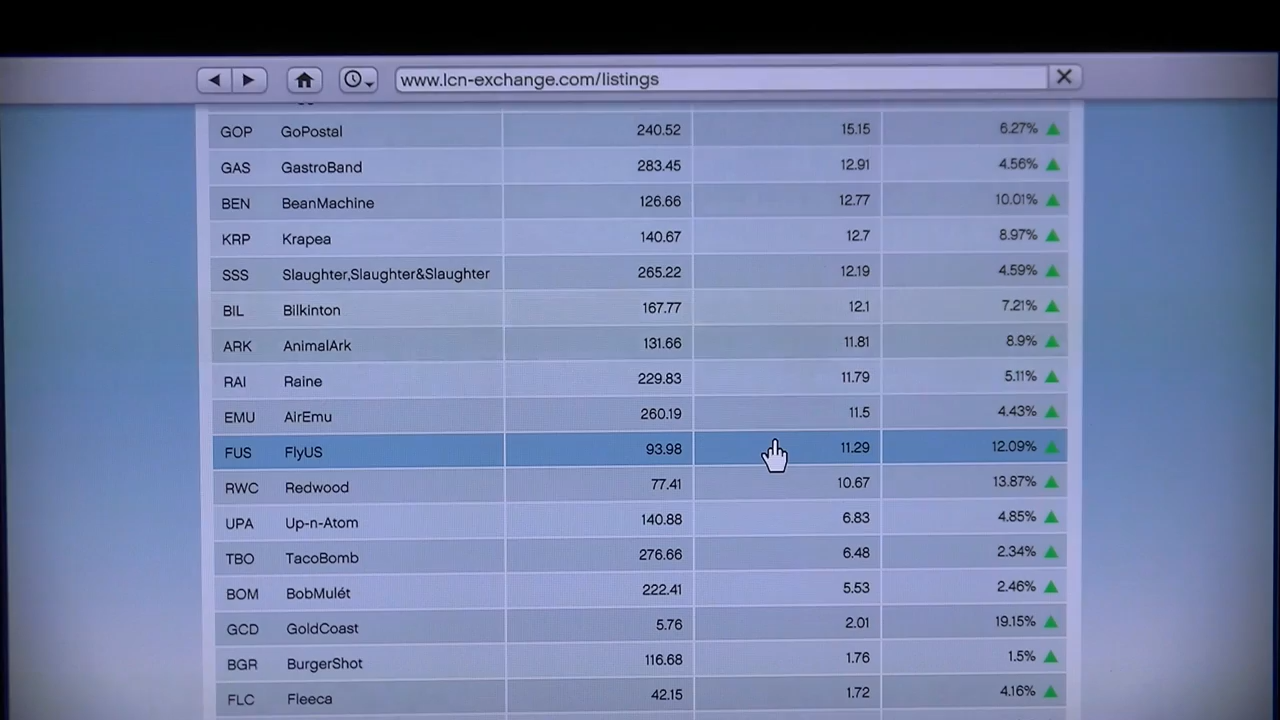 www.lcn-exchange.com/listings
GOP GoPostal 240.52 15.15 6.27%
GAS GastroBand 283.45 12.91 4.56%
BEN BeanMachine 126.66 12.77 10.01%
KRP Krapea 140.67 12.7 8.97%
SSS Slaughter,Slaughter&Slaughter 265.22 12.19 4.59%
BIL Bilkinton 167.77 12.1 7.21%
ARK AnimalArk 131.66 11.81 8.9%
RAI Raine 229.83 11.79 5.11%
EMU AirEmu 260.19 11.5 4.43%
FUS FlyUS 93.98 11.29 12.09%
RWC Redwood 77.41 10.67 13.87%
UPA Up-n-Atom 140.88 6.83 4.85%
TBO TacoBomb 276.66 6.48 2.34%
BOM BobMulét 222.41 5.53 2.46%
GCD GoldCoast 5.76 2.01 19.15%
BGR BurgerShot 116.68 1.76 1.5%
FLC Fleeca 42.15 1.72 4.16%